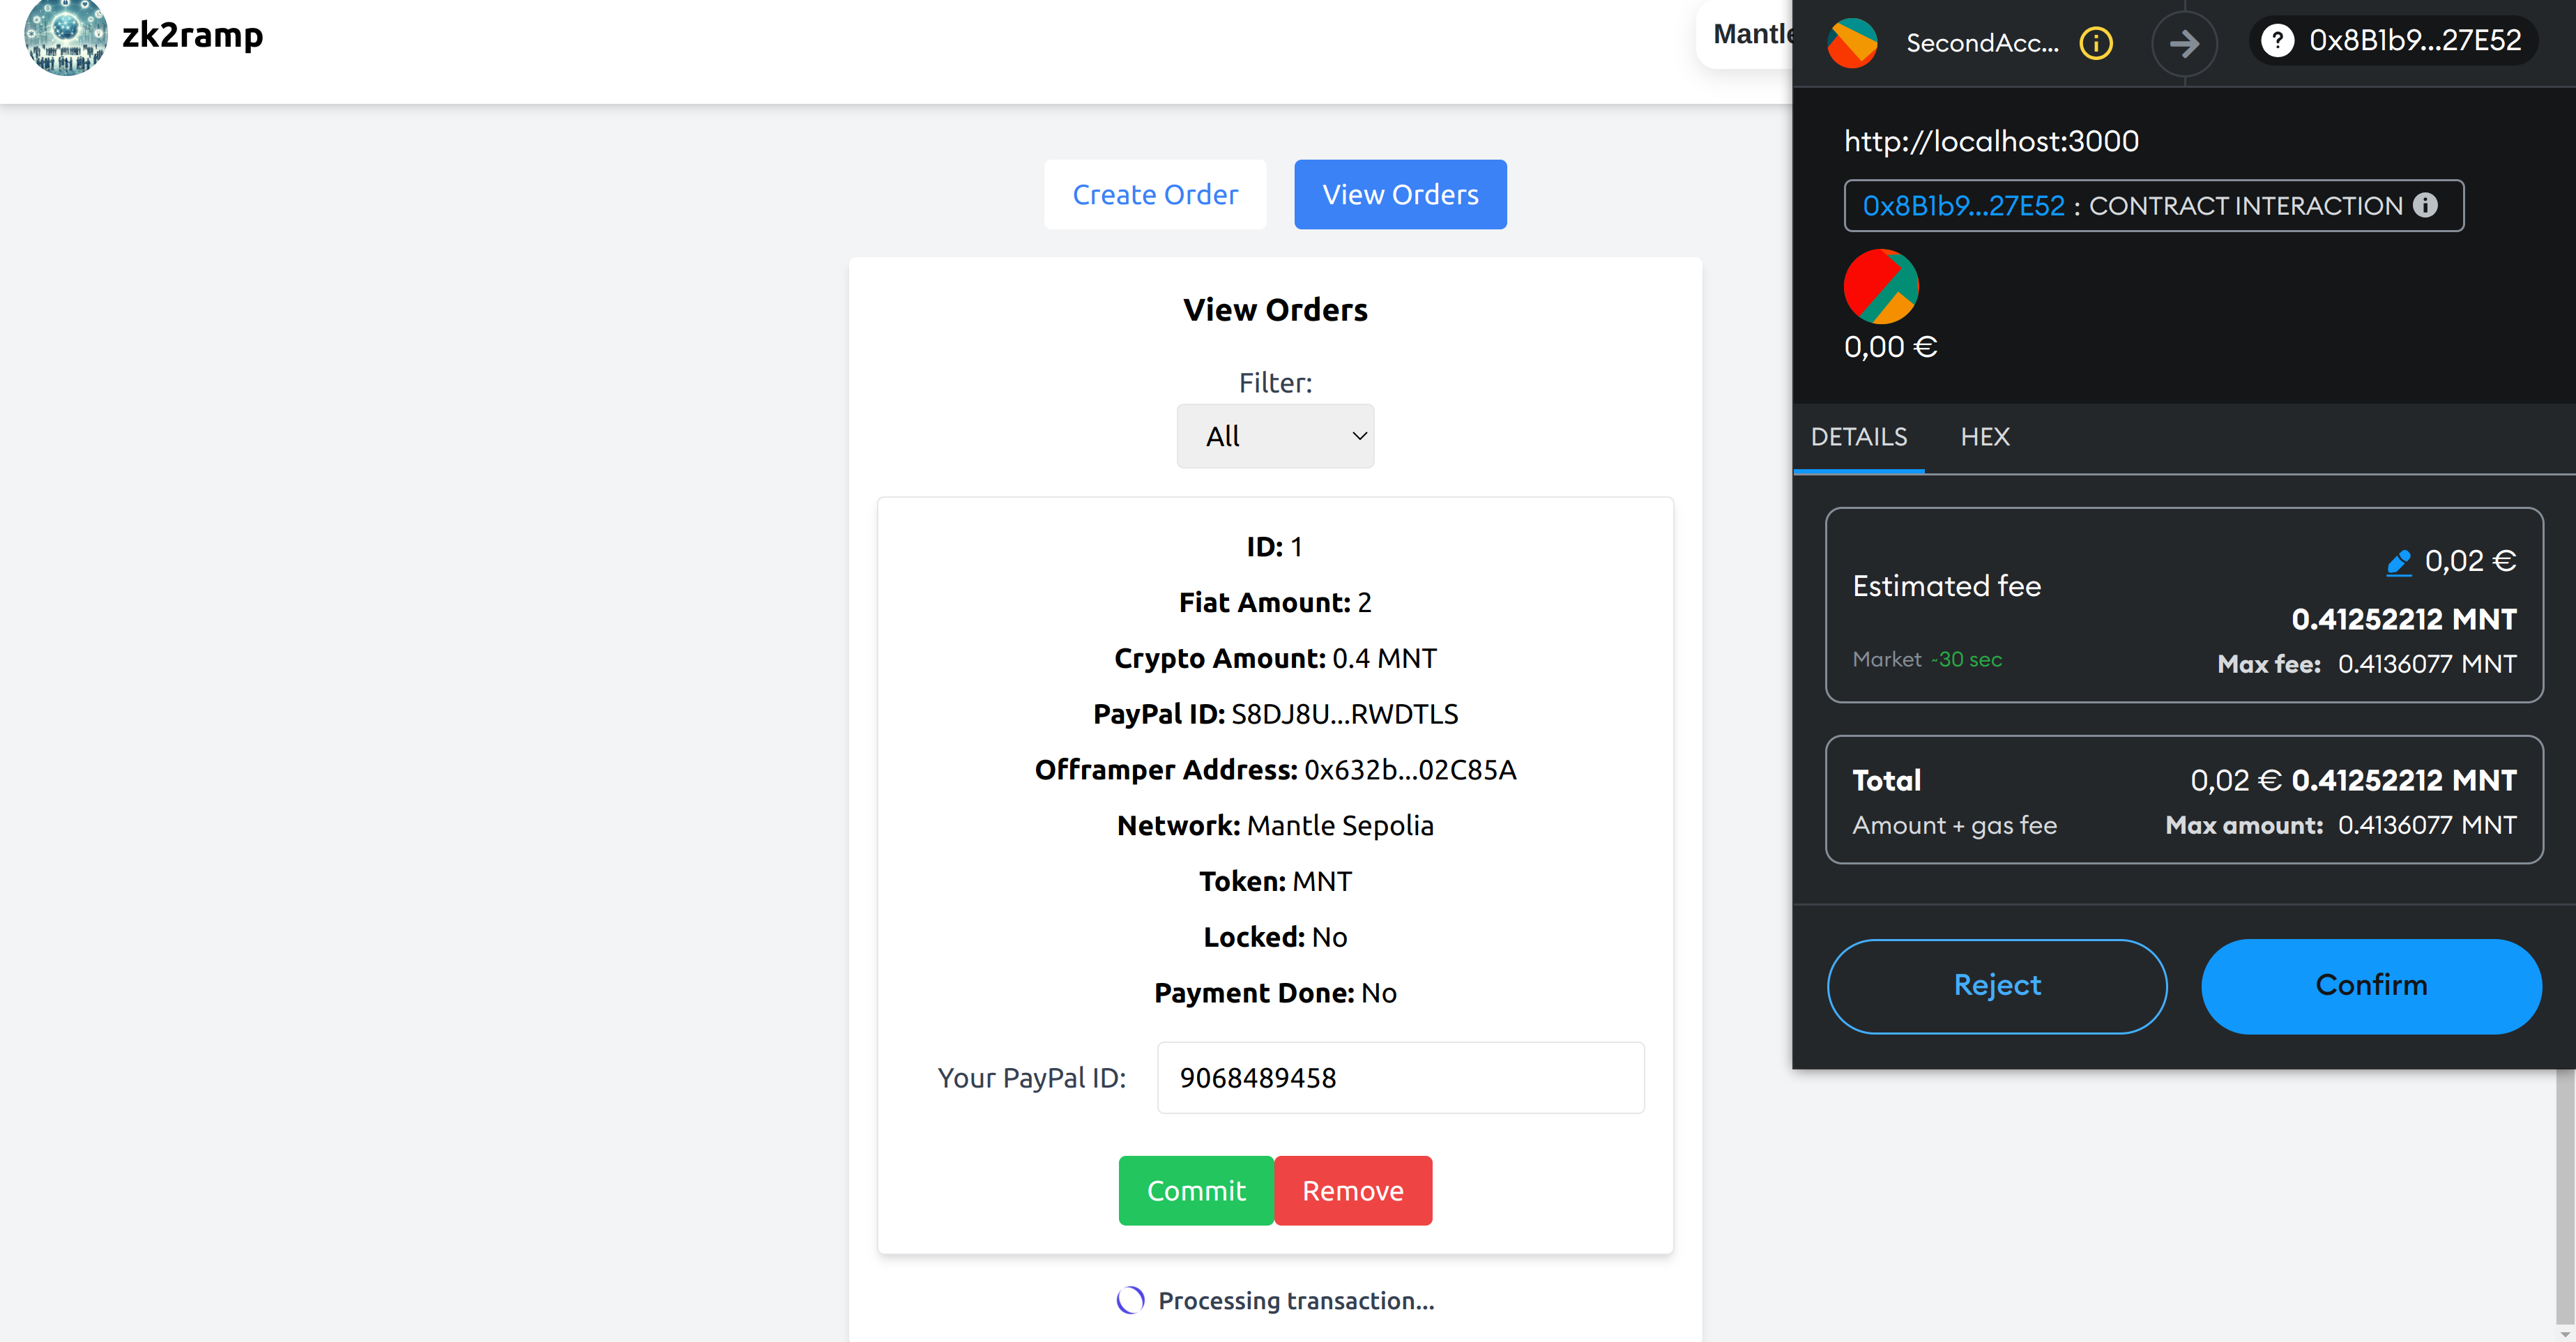 zk2ramp
Mantle
Create Order
View Orders
View Orders
Filter:
All
ID: 1
Fiat Amount: 2
Crypto Amount: 0.4 MNT
PayPal ID: S8DJ8U...RWDTLS
Offramper Address: 0x632b...02C85A
Network: Mantle Sepolia
Token: MNT
Locked: No
Payment Done: No
Your PayPal ID: 9068489458
Commit
Remove
Processing transaction...
SecondAcc...
0x8B1b9...27E52
http://localhost:3000
0x8B1b9...27E52 : CONTRACT INTERACTION
0,00 €
DETAILS
HEX
0,02 €
Estimated fee
0.41252212 MNT
Market ~30 sec
Max fee: 0.4136077 MNT
Total 0,02 € 0.41252212 MNT
Amount + gas fee Max amount: 0.4136077 MNT
Reject
Confirm